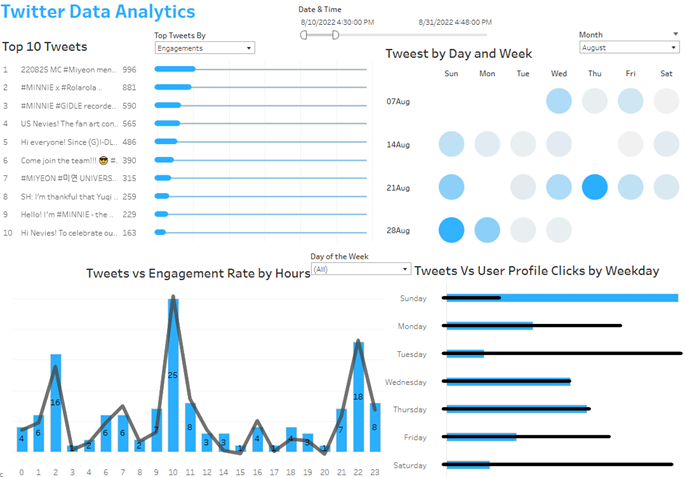 Twitter Data Analytics
Date & Time
8/10/2022 4:30:00 PM 8/31/2022 4:48:00 PM
Top 10 Tweets
Top Tweets By
Engagements
1 220825 MC #Miyeon men.. 996
2 #MINNIE x #Rolarola .. 881
3 #MINNIE #GIDLE recorde.. 590
4 US Nevies! The fan art con.. 565
5 Hi everyone! Since (G)I-DL.. 486
6 Come join the team!!! 😎 #.. 390
7 #MIYEON #미연 UNIVERS.. 315
8 SH: I'm thankful that Yuqi .. 259
9 Hello! I'm #MINNIE - the .. 229
10 Hi Nevies! To celebrate ou.. 163
Month
August
Tweest by Day and Week
Sun Mon Tue Wed Thu Fri Sat
07Aug
14Aug
21Aug
28Aug
Tweets vs Engagement Rate by Hours
Day of the Week
(All)
4 6 16 1 2 6 6 2 7 25 8 3 3 1 4 1 4 3 1 7 18 8
0 1 2 3 4 6 7 8 9 10 11 12 13 15 16 17 18 19 20 21 22 23
Tweets Vs User Profile Clicks by Weekday
Sunday
Monday
Tuesday
Wednesday
Thursday
Friday
Saturday